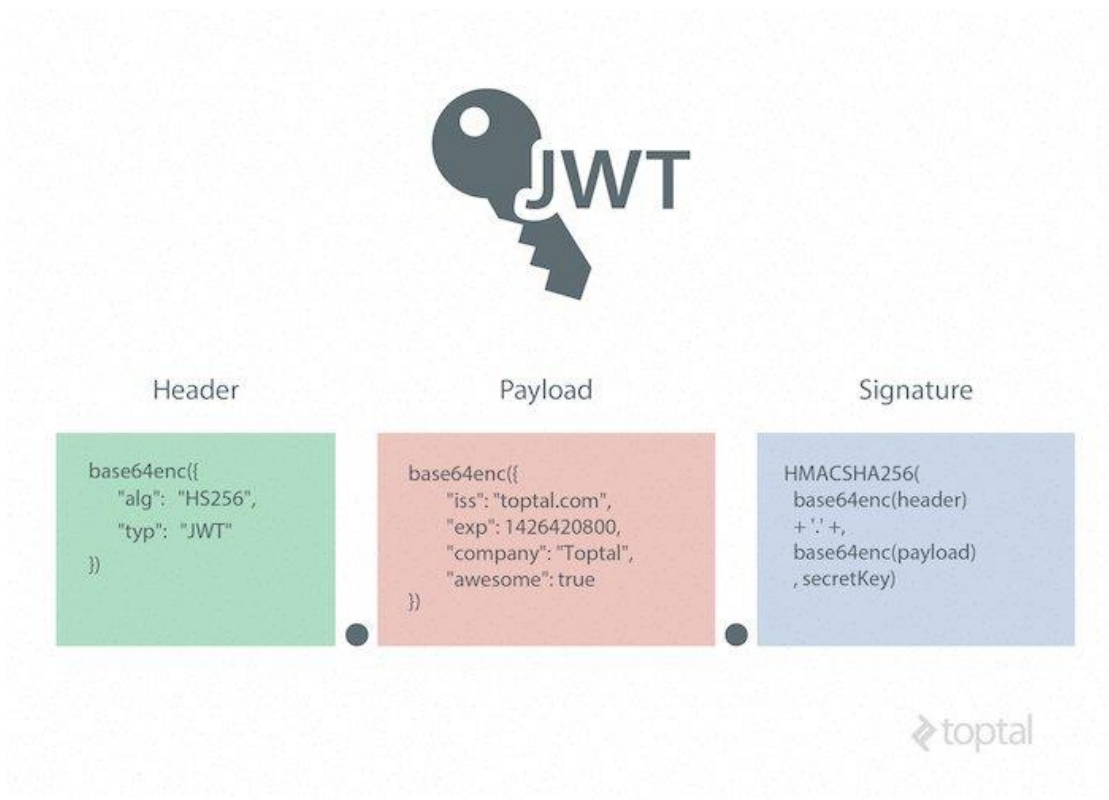 JWT
Header
base64enc({
"alg": "HS256",
"typ": "JWT"
})
Payload
base64enc({
"iss": "toptal.com",
"exp": 1426420800,
"company": "Toptal",
"awesome": true
})
Signature
HMACSHA256(
base64enc(header)
+ '.' +,
base64enc(payload)
, secretKey)
toptal